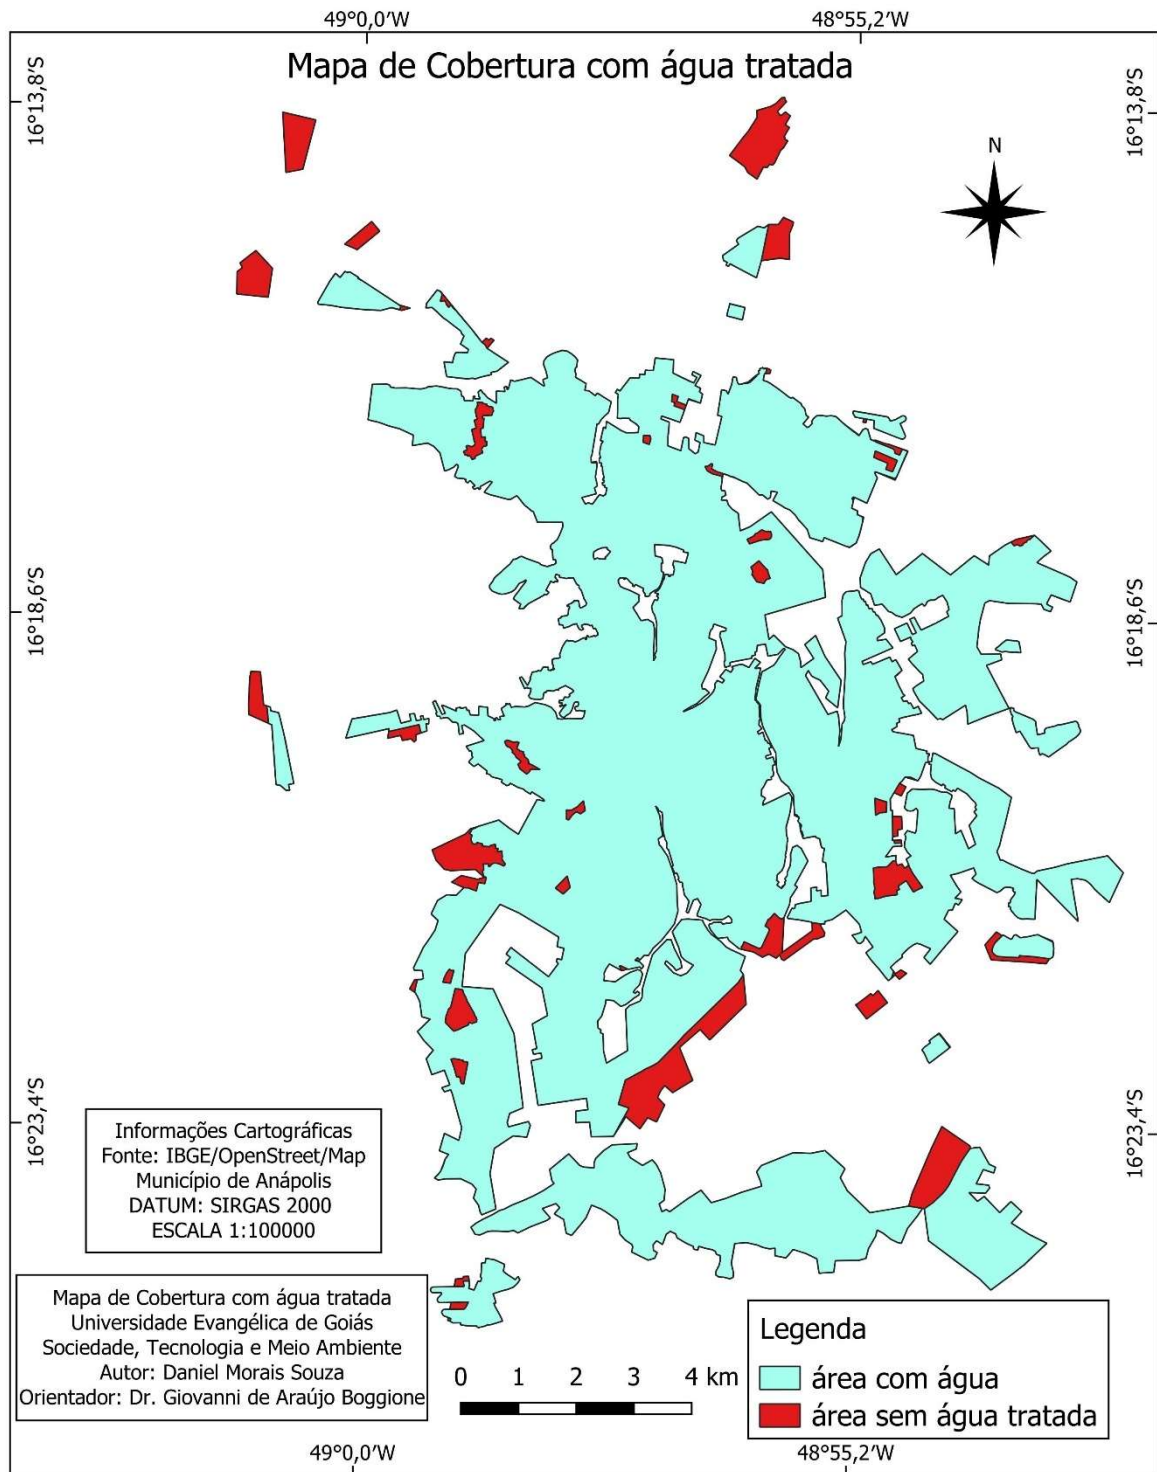 49°0,0′W
48°55,2′W
Mapa de Cobertura com água tratada
16°13,8′S
16°13,8′S
N
16°18,6′S
16°18,6′S
16°23,4′S
16°23,4′S
Informações Cartográficas
Fonte: IBGE/OpenStreet/Map
Município de Anápolis
DATUM: SIRGAS 2000
ESCALA 1:100000
Mapa de Cobertura com água tratada
Universidade Evangélica de Goiás
Sociedade, Tecnologia e Meio Ambiente
Autor: Daniel Morais Souza
Orientador: Dr. Giovanni de Araújo Boggione
0 1 2 3 4 km
Legenda
área com água
área sem água tratada
49°0,0′W
48°55,2′W